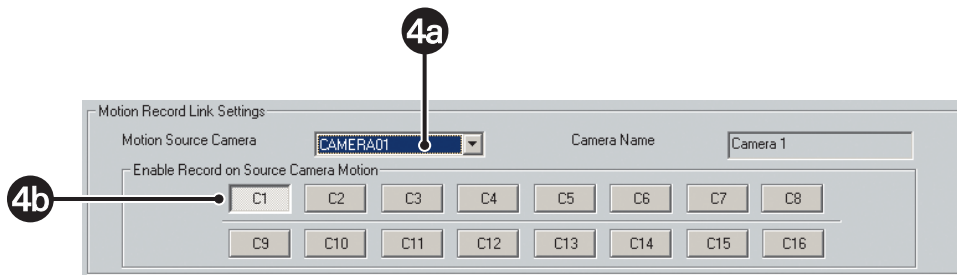 4a
Motion Record Link Settings
Motion Source Camera CAMERA01 Camera Name Camera 1
Enable Record on Source Camera Motion
4b C1 C2 C3 C4 C5 C6 C7 C8
C9 C10 C11 C12 C13 C14 C15 C16